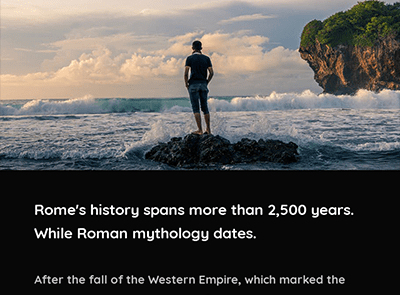 Rome's history spans more than 2,500 years.
While Roman mythology dates.
After the fall of the Western Empire, which marked the